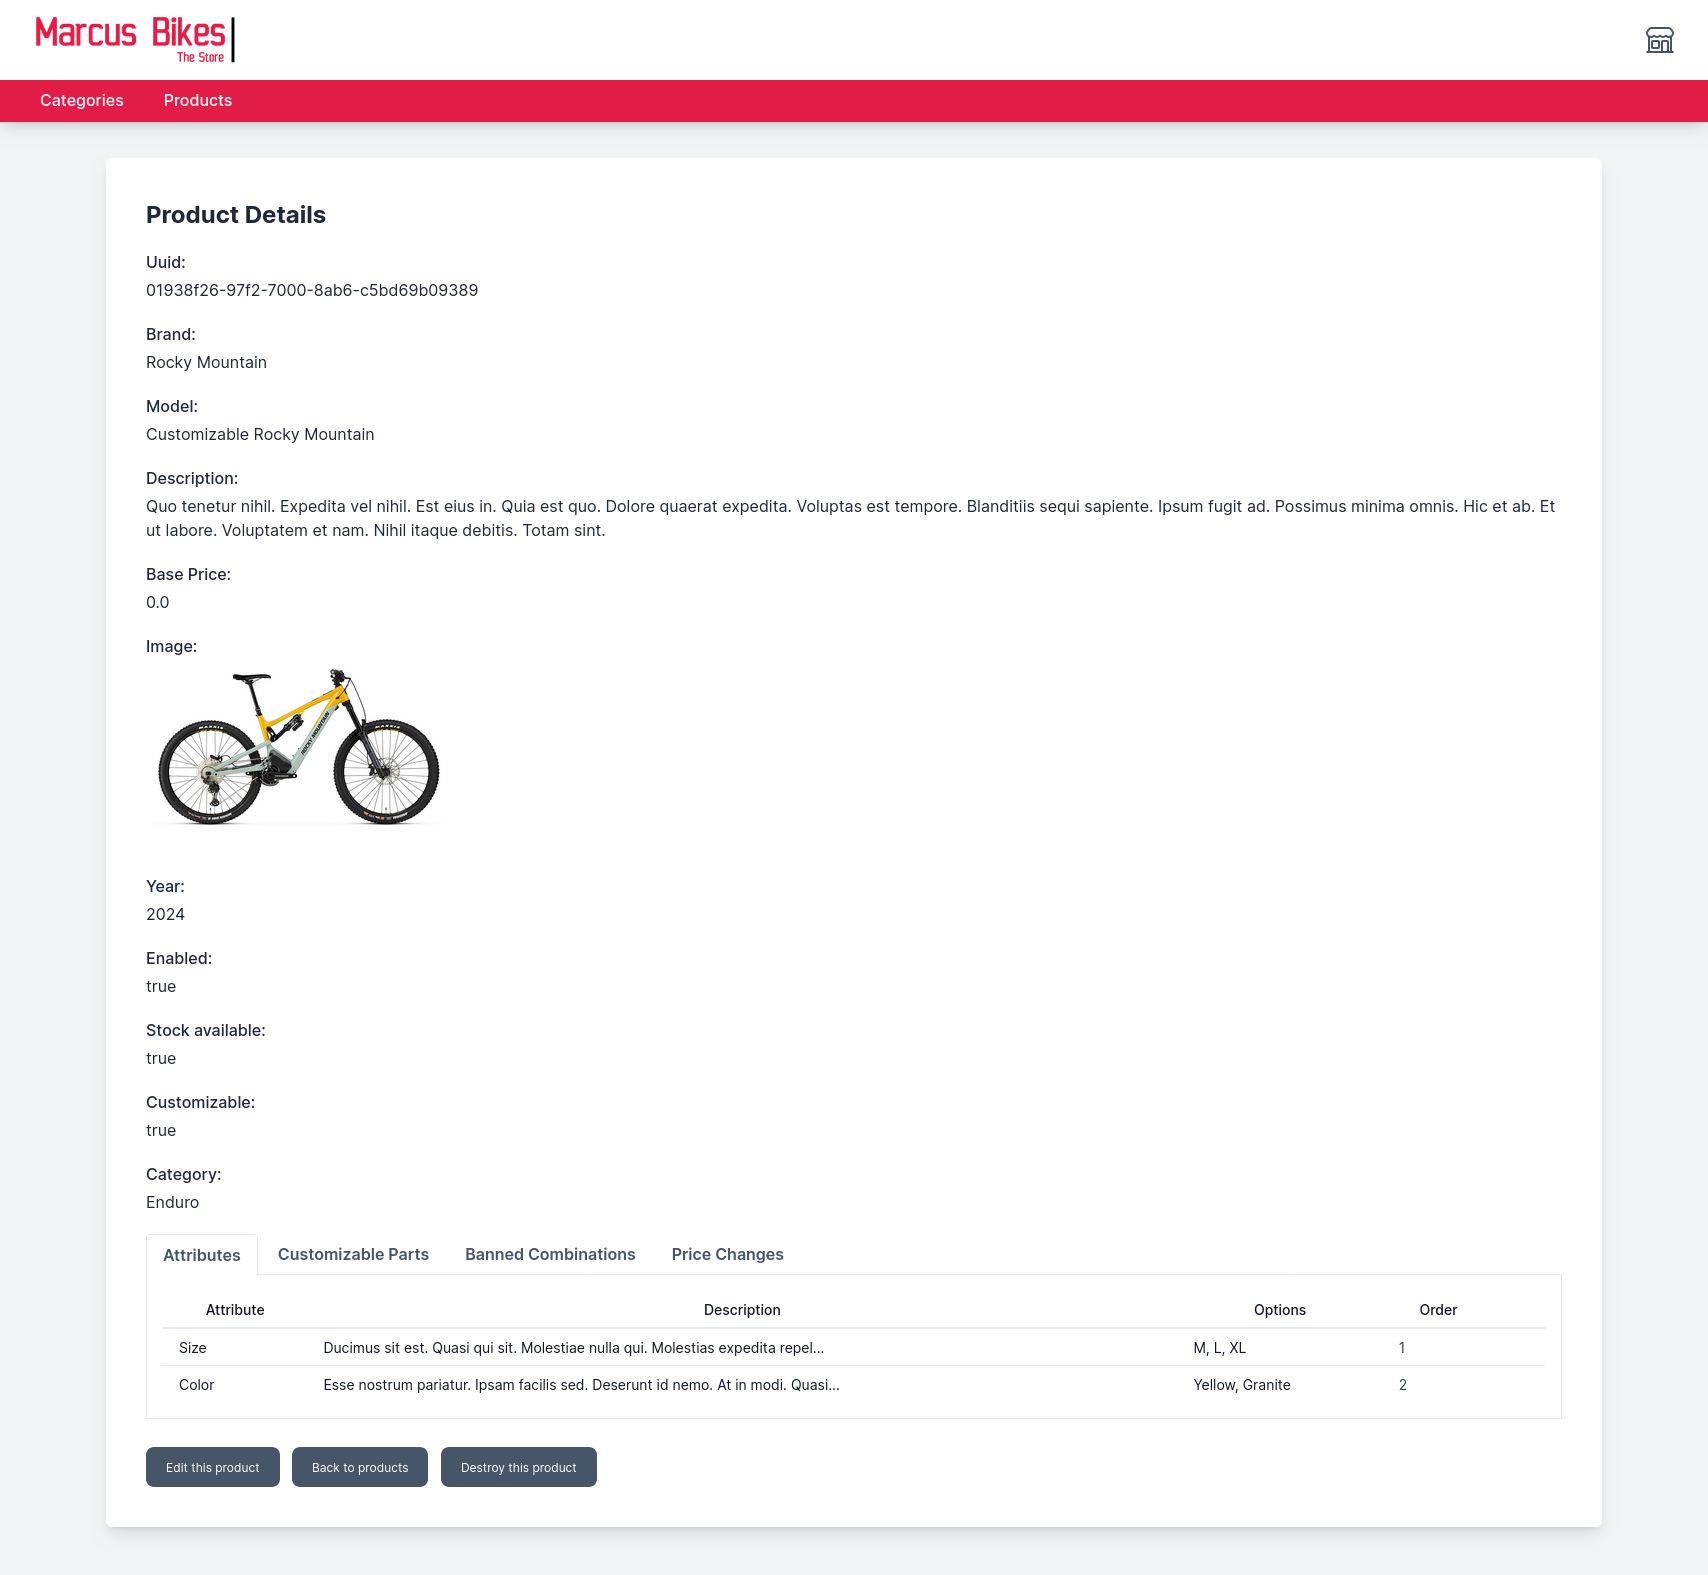 Marcus Bikes
The Store
Categories Products
Product Details
Uuid:
01938f26-97f2-7000-8ab6-c5bd69b09389
Brand:
Rocky Mountain
Model:
Customizable Rocky Mountain
Description:
Quo tenetur nihil. Expedita vel nihil. Est eius in. Quia est quo. Dolore quaerat expedita. Voluptas est tempore. Blanditiis sequi sapiente. Ipsum fugit ad. Possimus minima omnis. Hic et ab. Et
ut labore. Voluptatem et nam. Nihil itaque debitis. Totam sint.
Base Price:
0.0
Image:
ROCKY MOUNTAIN
Year:
2024
Enabled:
true
Stock available:
true
Customizable:
true
Category:
Enduro
Attributes Customizable Parts Banned Combinations Price Changes
Attribute Description Options Order
Size Ducimus sit est. Quasi qui sit. Molestiae nulla qui. Molestias expedita repel... M, L, XL 1
Color Esse nostrum pariatur. Ipsam facilis sed. Deserunt id nemo. At in modi. Quasi... Yellow, Granite 2
Edit this product Back to products Destroy this product